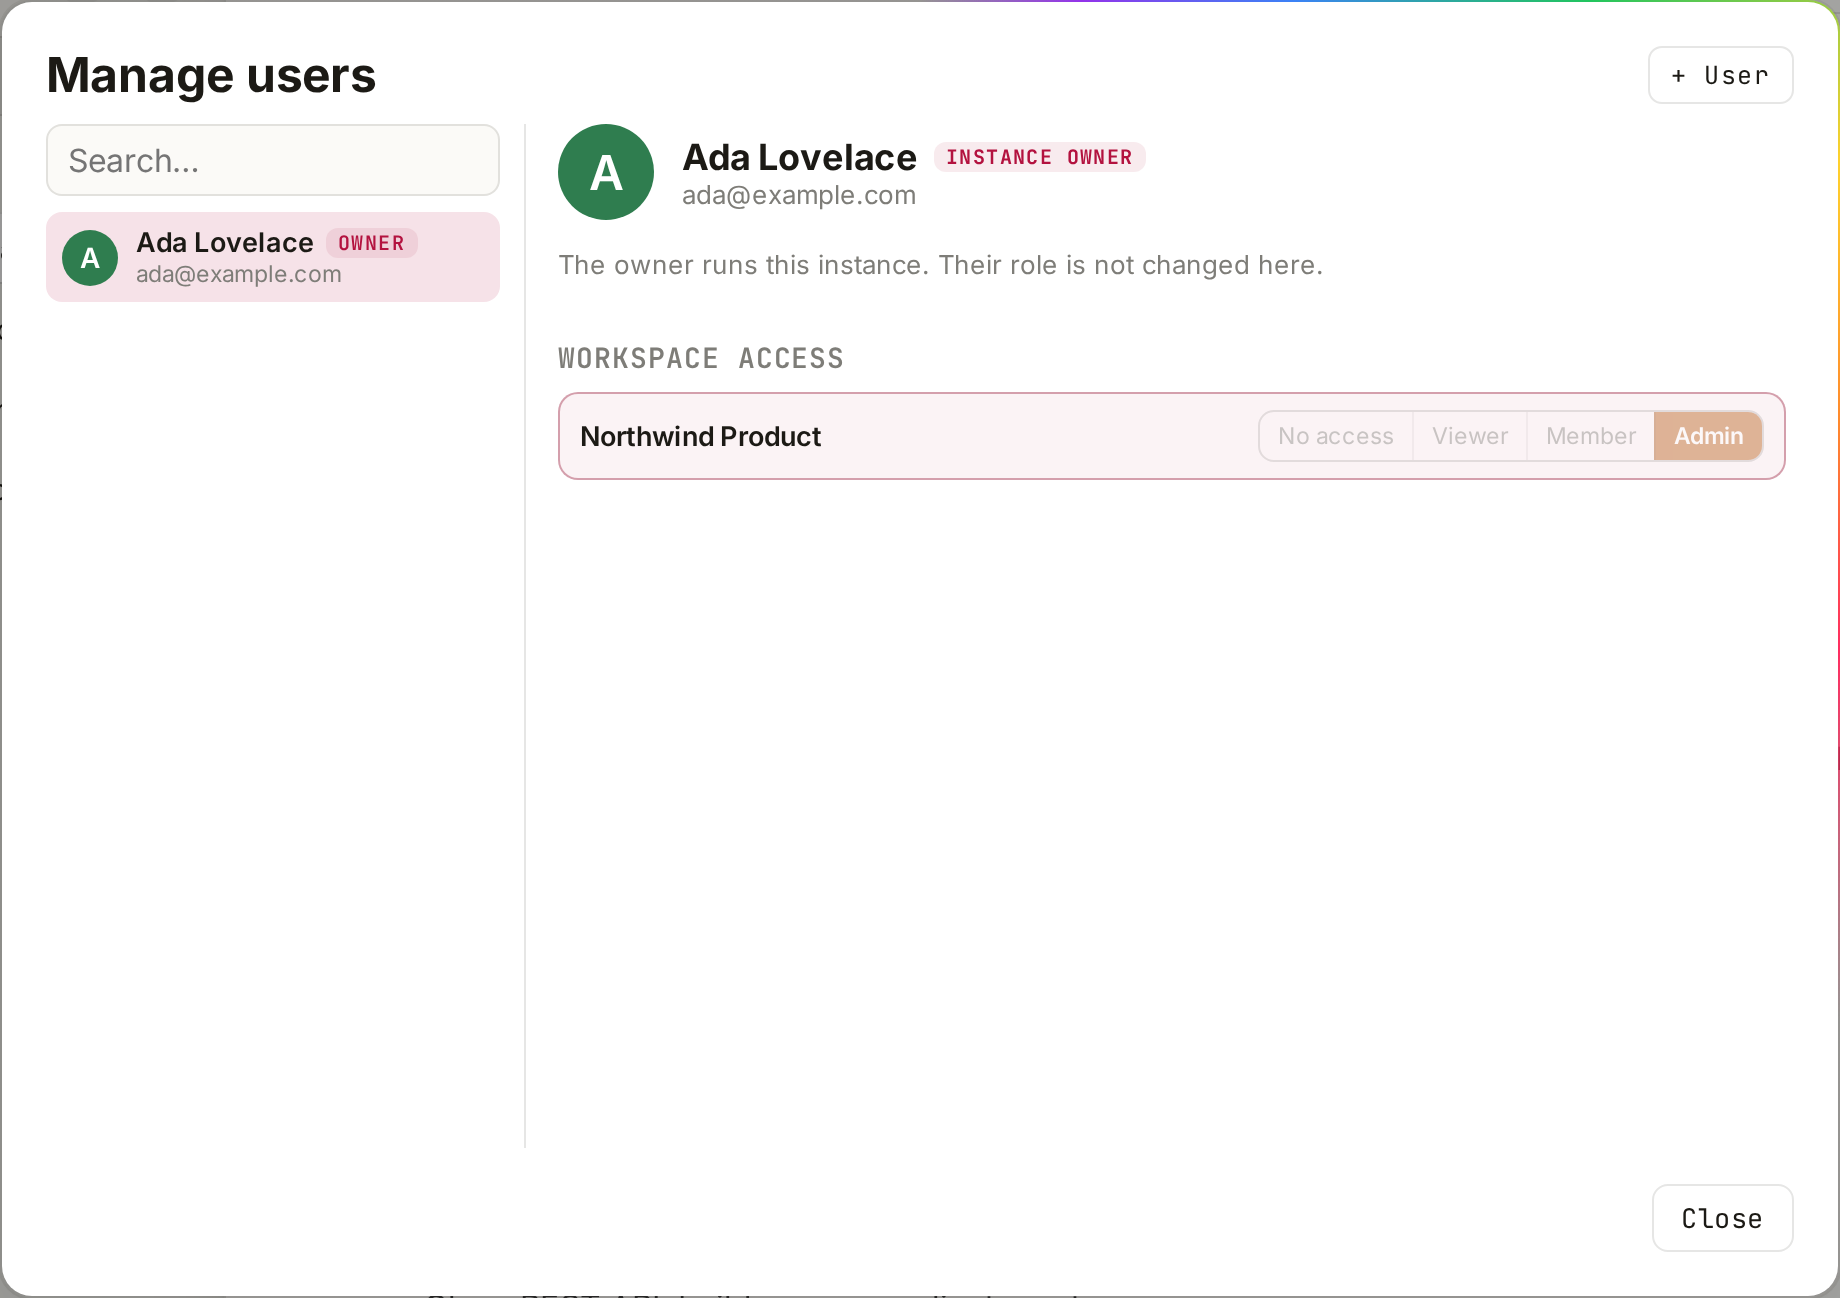 Manage users
+ User
Search...
A
Ada Lovelace OWNER
ada@example.com
A
Ada Lovelace INSTANCE OWNER
ada@example.com
The owner runs this instance. Their role is not changed here.
WORKSPACE ACCESS
Northwind Product
No access Viewer Member Admin
Close